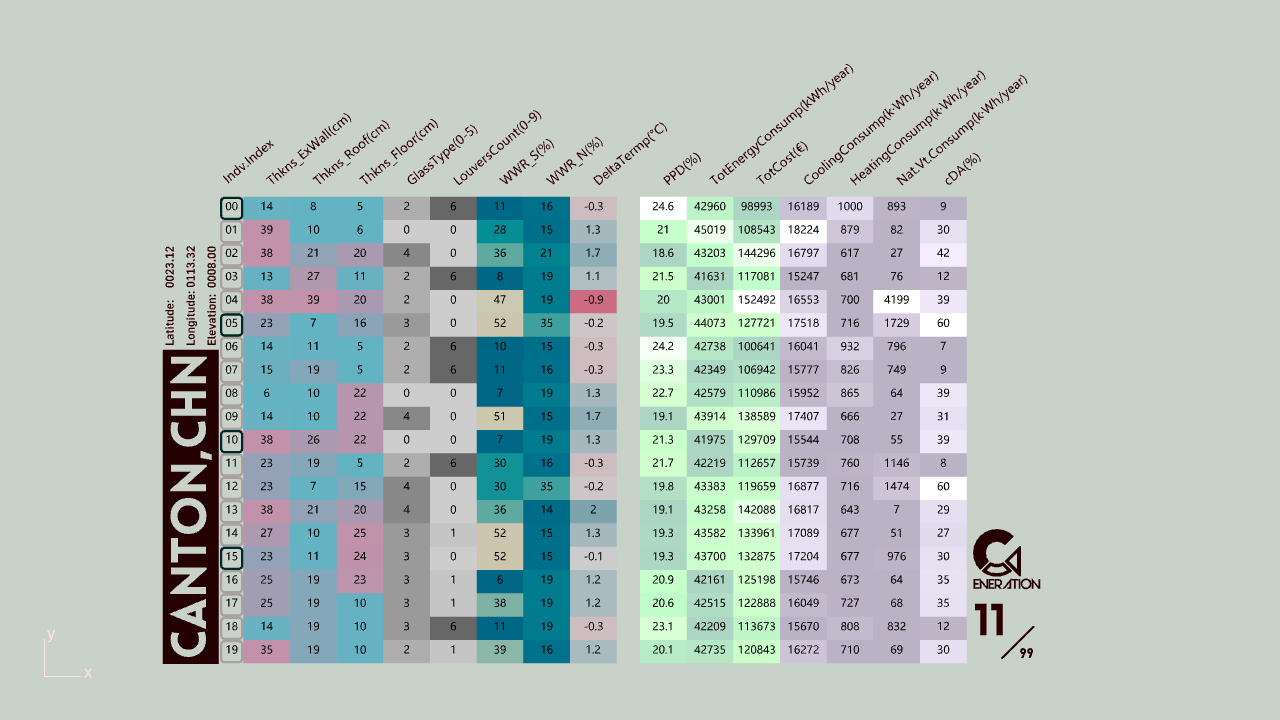 Indv.Index Thkns_ExWall(cm) Thkns_Roof(cm) Thkns_Floor(cm) GlassType(0-5) LouversCount(0-9) WWR_S(%) WWR_N(%) DeltaTermp(°C) PPD(%) TotEnergyConsump(kWh/year) TotCost(€) CoolingConsump(k·Wh/year) HeatingConsump(k·Wh/year) Nat.Vt.Consump(k·Wh/year) cDA(%)
00 14 8 5 2 6 11 16 -0.3 24.6 42960 98993 16189 1000 893 9
01 39 10 6 0 0 28 15 1.3 21 45019 108543 18224 879 82 30
02 38 21 20 4 0 36 21 1.7 18.6 43203 144296 16797 617 27 42
03 13 27 11 2 6 8 19 1.1 21.5 41631 117081 15247 681 76 12
04 38 39 20 2 0 47 19 -0.9 20 43001 152492 16553 700 4199 39
05 23 7 16 3 0 52 35 -0.2 19.5 44073 127721 17518 716 1729 60
06 14 11 5 2 6 10 15 -0.3 24.2 42738 100641 16041 932 796 7
07 15 19 5 2 6 11 16 -0.3 23.3 42349 106942 15777 826 749 9
08 6 10 22 0 0 7 19 1.3 22.7 42579 110986 15952 865 64 39
09 14 10 22 4 0 51 15 1.7 19.1 43914 138589 17407 666 27 31
10 38 26 22 0 0 7 19 1.3 21.3 41975 129709 15544 708 55 39
11 23 19 5 2 6 30 16 -0.3 21.7 42219 112657 15739 760 1146 8
12 23 7 15 4 0 30 35 -0.2 19.8 43383 119659 16877 716 1474 60
13 38 21 20 4 0 36 14 2 19.1 43258 142088 16817 643 7 29
14 27 10 25 3 1 52 15 1.3 19.3 43582 133961 17089 677 51 27
15 23 11 24 3 0 52 15 -0.1 19.3 43700 132875 17204 677 976 30
16 25 19 23 3 1 6 19 1.2 20.9 42161 125198 15746 673 64 35
17 25 19 10 3 1 38 19 1.2 20.6 42515 122888 16049 727 68 35
18 14 19 10 3 6 11 19 -0.3 23.1 42209 113673 15670 808 832 12
19 35 19 10 2 1 39 16 1.2 20.1 42735 120843 16272 710 69 30
Latitude: 0023.12
Longitude: 0113.32
Elevation: 0008.00
CANTON,CHN
ENERATION
11/99
y
x